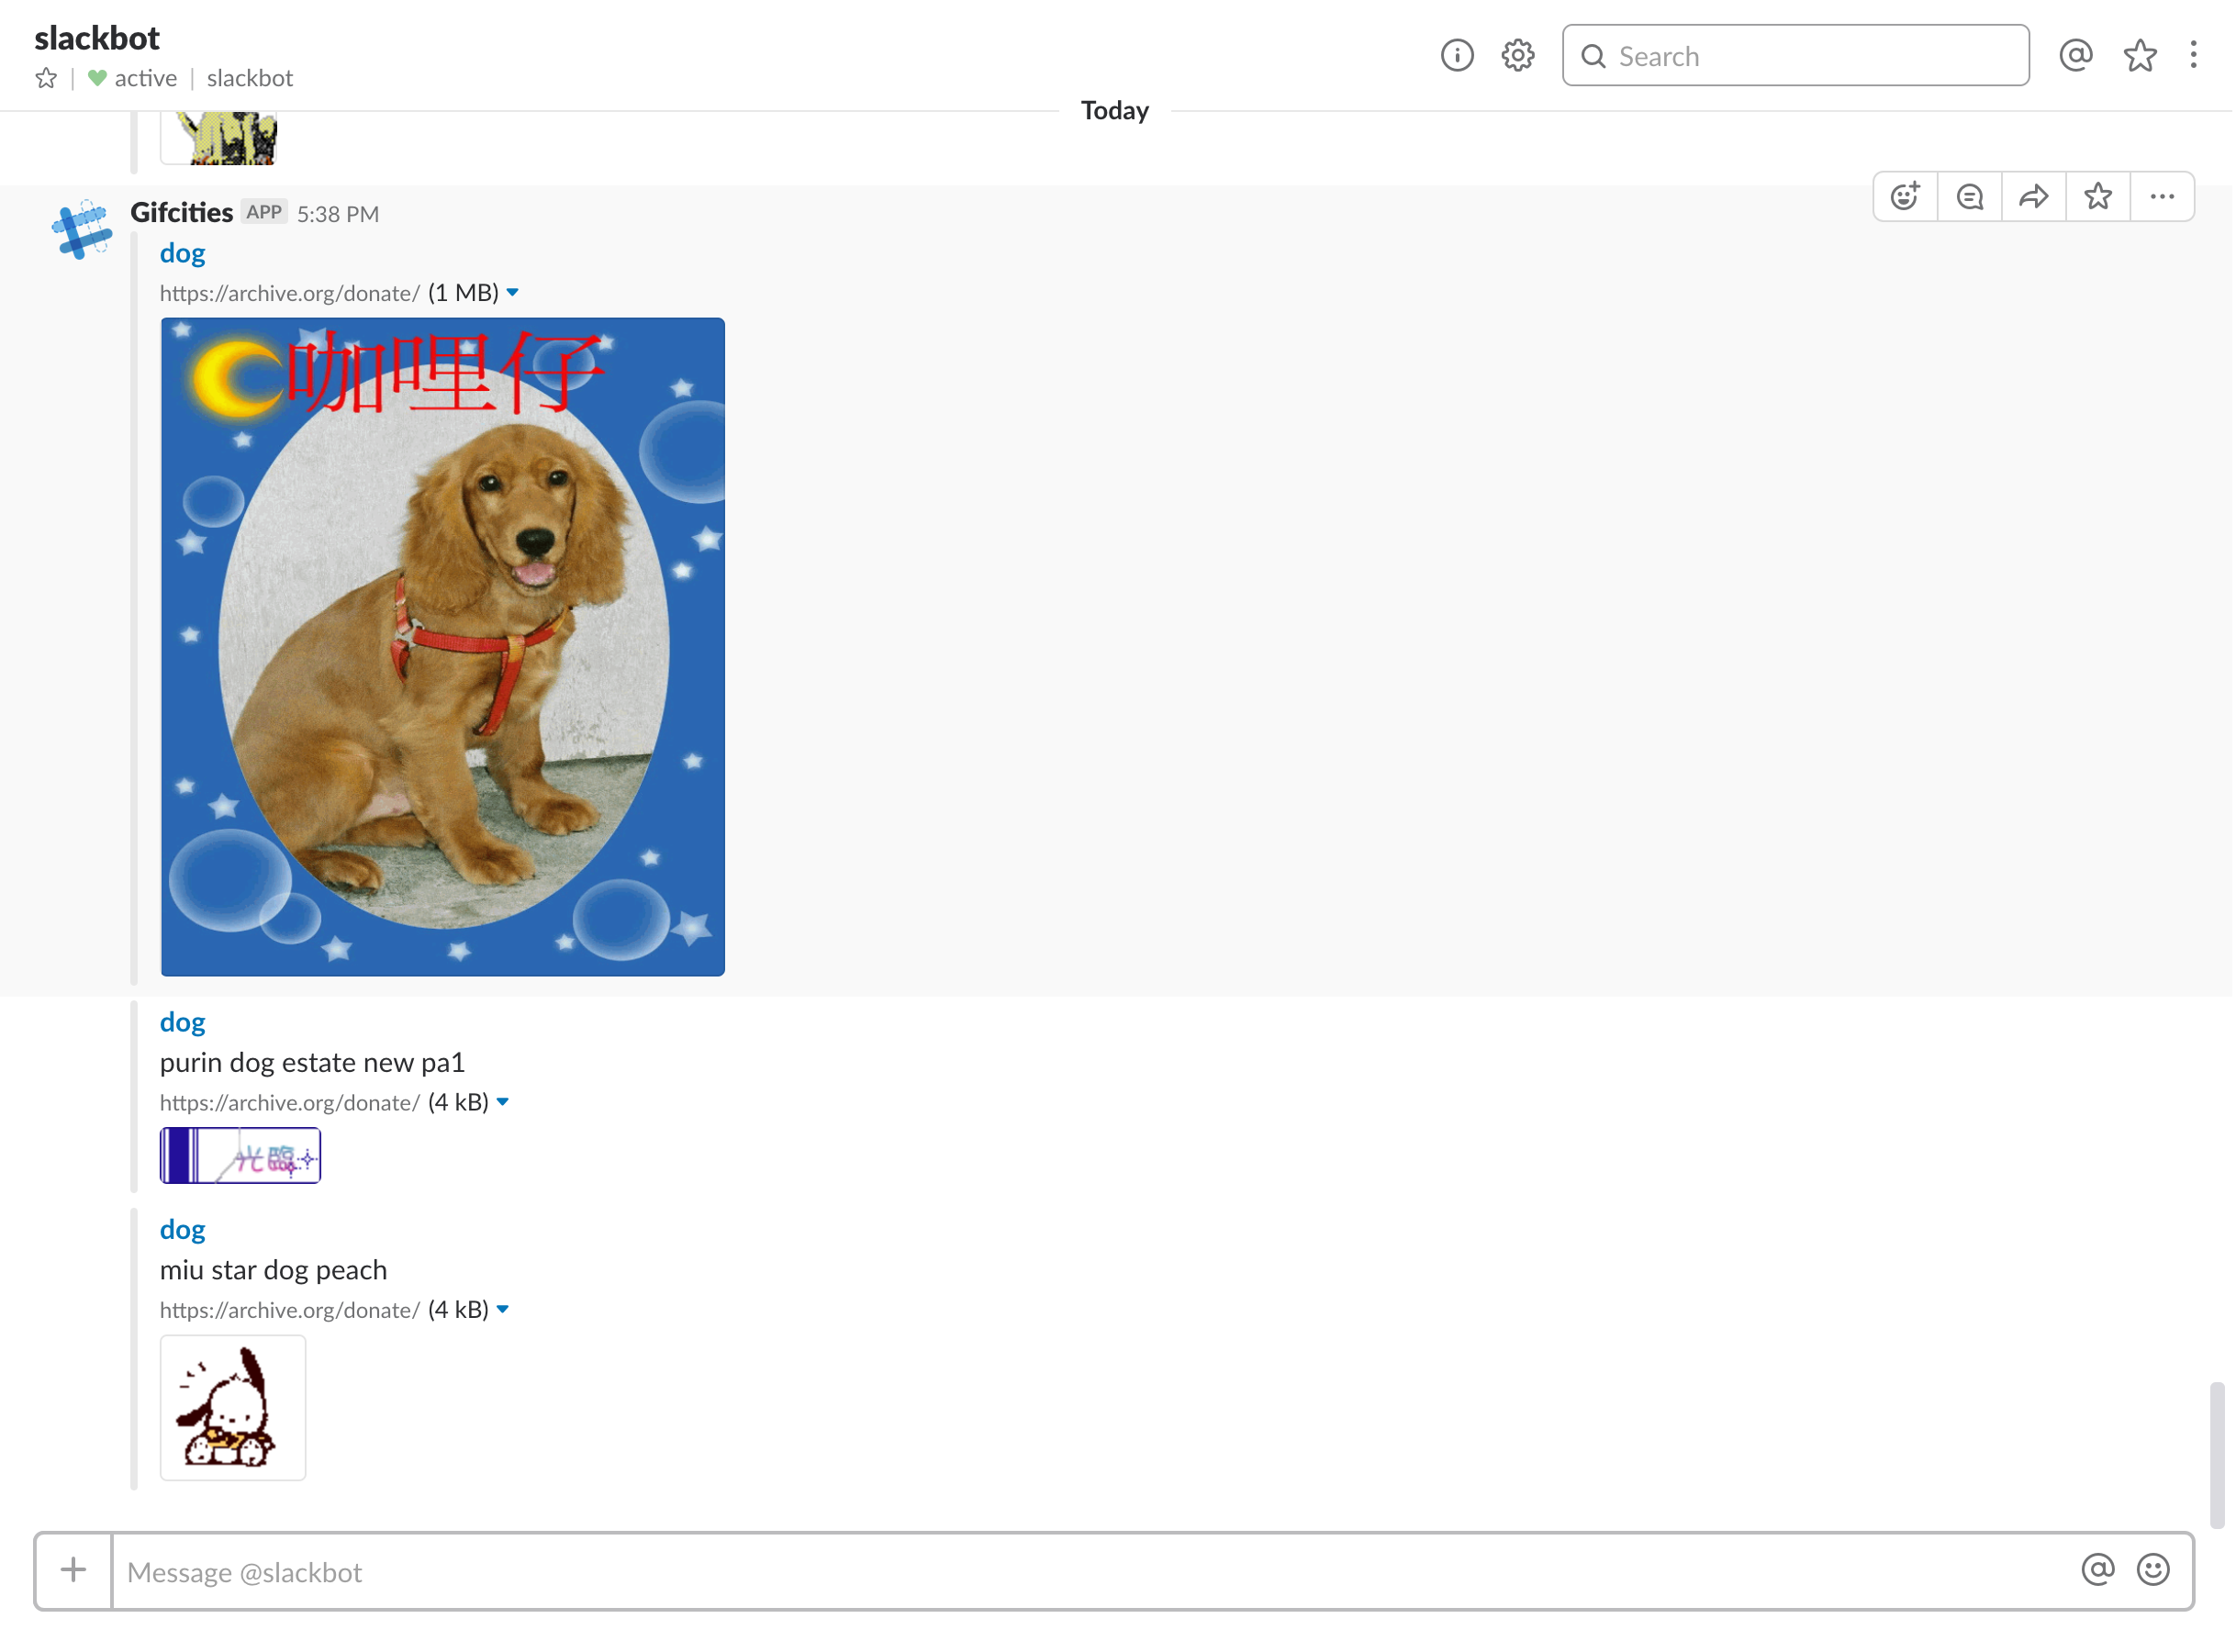 slackbot
active
slackbot
Search
Today
Gifcities APP 5:38 PM
dog
https://archive.org/donate/ (1 MB)
咖哩仔
dog
purin dog estate new pa1
https://archive.org/donate/ (4 kB)
光臨
dog
miu star dog peach
https://archive.org/donate/ (4 kB)
Message @slackbot